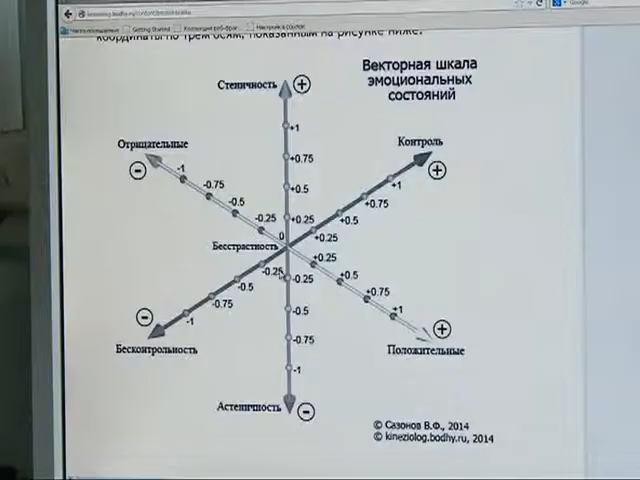 координаты по трём осям, показанным на рисунке ниже:
Векторная шкала
эмоциональных
состояний
Стеничность
+
Отрицательные
Контроль
−
+
+1
+0.75
+0.5
+0.25
-1
-0.75
-0.5
-0.25
+1
+0.75
+0.5
+0.25
0
Бесстрастность
-0.25
-0.5
-0.75
-1
-0.25
-0.5
-0.75
-1
+0.25
+0.5
+0.75
+1
−
+
Бесконтрольность
Положительные
Астеничность
−
© Сазонов В.Ф., 2014
© kineziolog.bodhy.ru, 2014